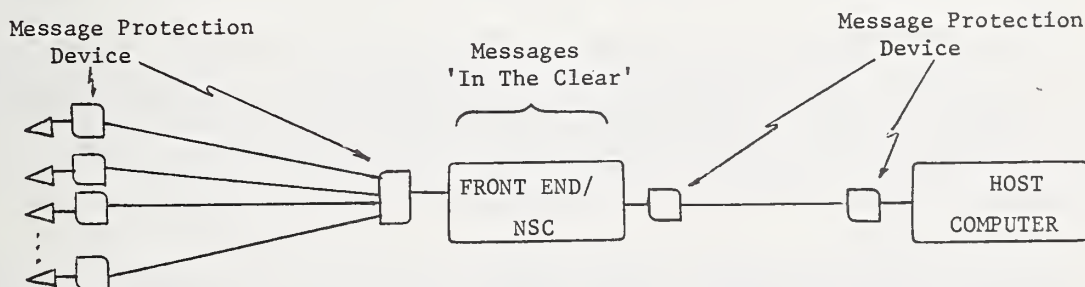 Message Protection
Device
Messages
'In The Clear'
Message Protection
Device
FRONT END/
NSC
HOST
COMPUTER